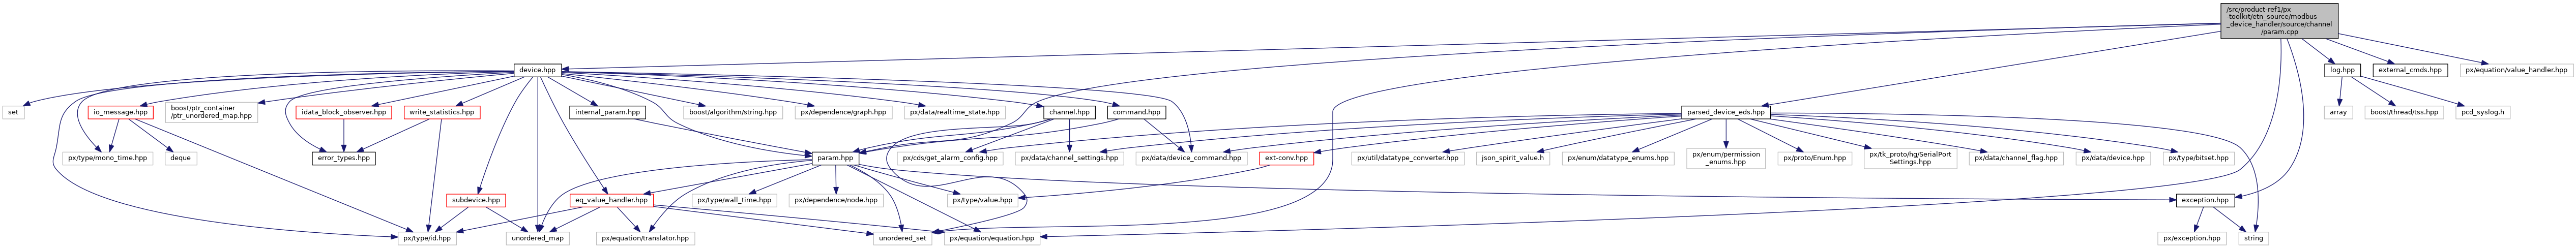 /src/product-ref1/px
-toolkit/etn_source/modbus
_device_handler/source/channel
/param.cpp
device.hpp
log.hpp
external_cmds.hpp
px/equation/value_handler.hpp
set
io_message.hpp
boost/ptr_container
/ptr_unordered_map.hpp
idata_block_observer.hpp
write_statistics.hpp
internal_param.hpp
boost/algorithm/string.hpp
px/dependence/graph.hpp
px/data/realtime_state.hpp
channel.hpp
command.hpp
parsed_device_eds.hpp
array
boost/thread/tss.hpp
pcd_syslog.h
px/type/mono_time.hpp
deque
error_types.hpp
param.hpp
px/cds/get_alarm_config.hpp
px/data/channel_settings.hpp
px/data/device_command.hpp
ext-conv.hpp
px/util/datatype_converter.hpp
json_spirit_value.h
px/enum/datatype_enums.hpp
px/enum/permission
_enums.hpp
px/proto/Enum.hpp
px/tk_proto/hg/SerialPort
Settings.hpp
px/data/channel_flag.hpp
px/data/device.hpp
px/type/bitset.hpp
subdevice.hpp
eq_value_handler.hpp
px/type/wall_time.hpp
px/dependence/node.hpp
px/type/value.hpp
exception.hpp
px/type/id.hpp
unordered_map
px/equation/translator.hpp
unordered_set
px/equation/equation.hpp
px/exception.hpp
string